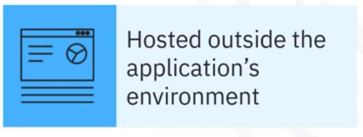 Hosted outside the
application's
environment